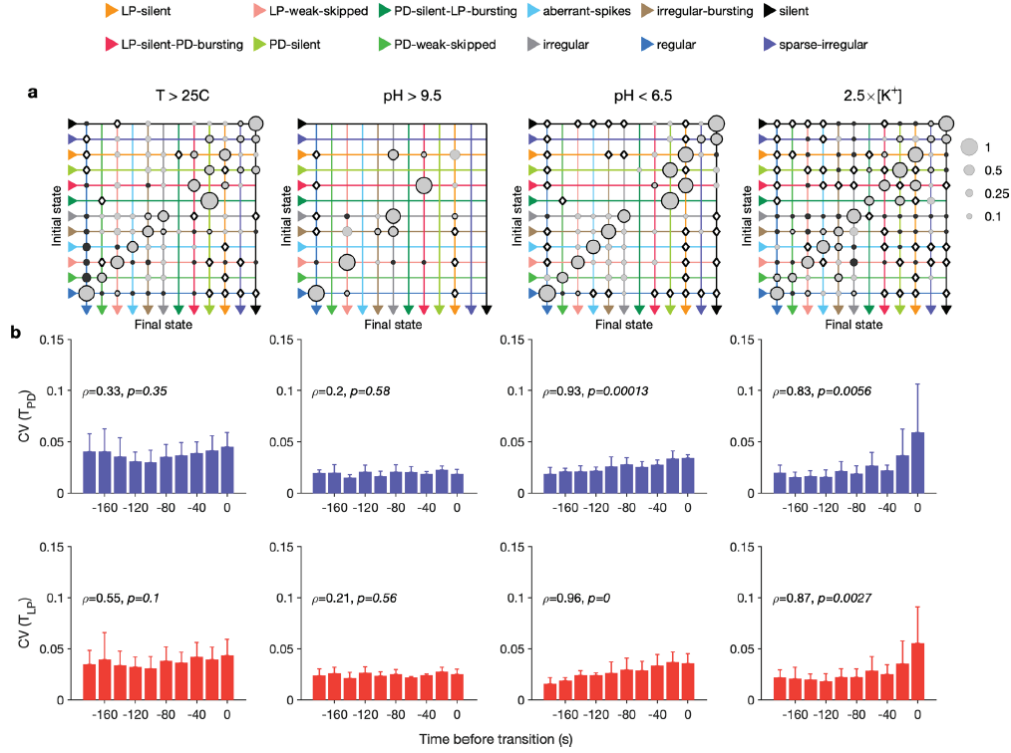 LP-silent LP-weak-skipped PD-silent-LP-bursting aberrant-spikes irregular-bursting silent
LP-silent-PD-bursting PD-silent PD-weak-skipped irregular regular sparse-irregular
a
T > 25C pH > 9.5 pH < 6.5 2.5×[K⁺]
Initial state Initial state Initial state Initial state
1
0.5
0.25
0.1
Final state Final state Final state Final state
b
0.15 0.15 0.15 0.15
ρ=0.33, p=0.35 ρ=0.2, p=0.58 ρ=0.93, p=0.00013 ρ=0.83, p=0.0056
0.1 0.1 0.1 0.1
CV (T_PD)
0.05 0.05 0.05 0.05
0 0 0 0
-160 -120 -80 -40 0 -160 -120 -80 -40 0 -160 -120 -80 -40 0 -160 -120 -80 -40 0
0.15 0.15 0.15 0.15
ρ=0.55, p=0.1 ρ=0.21, p=0.56 ρ=0.96, p=0 ρ=0.87, p=0.0027
0.1 0.1 0.1 0.1
CV (T_LP)
0.05 0.05 0.05 0.05
0 0 0 0
-160 -120 -80 -40 0 -160 -120 -80 -40 0 -160 -120 -80 -40 0 -160 -120 -80 -40 0
Time before transition (s)